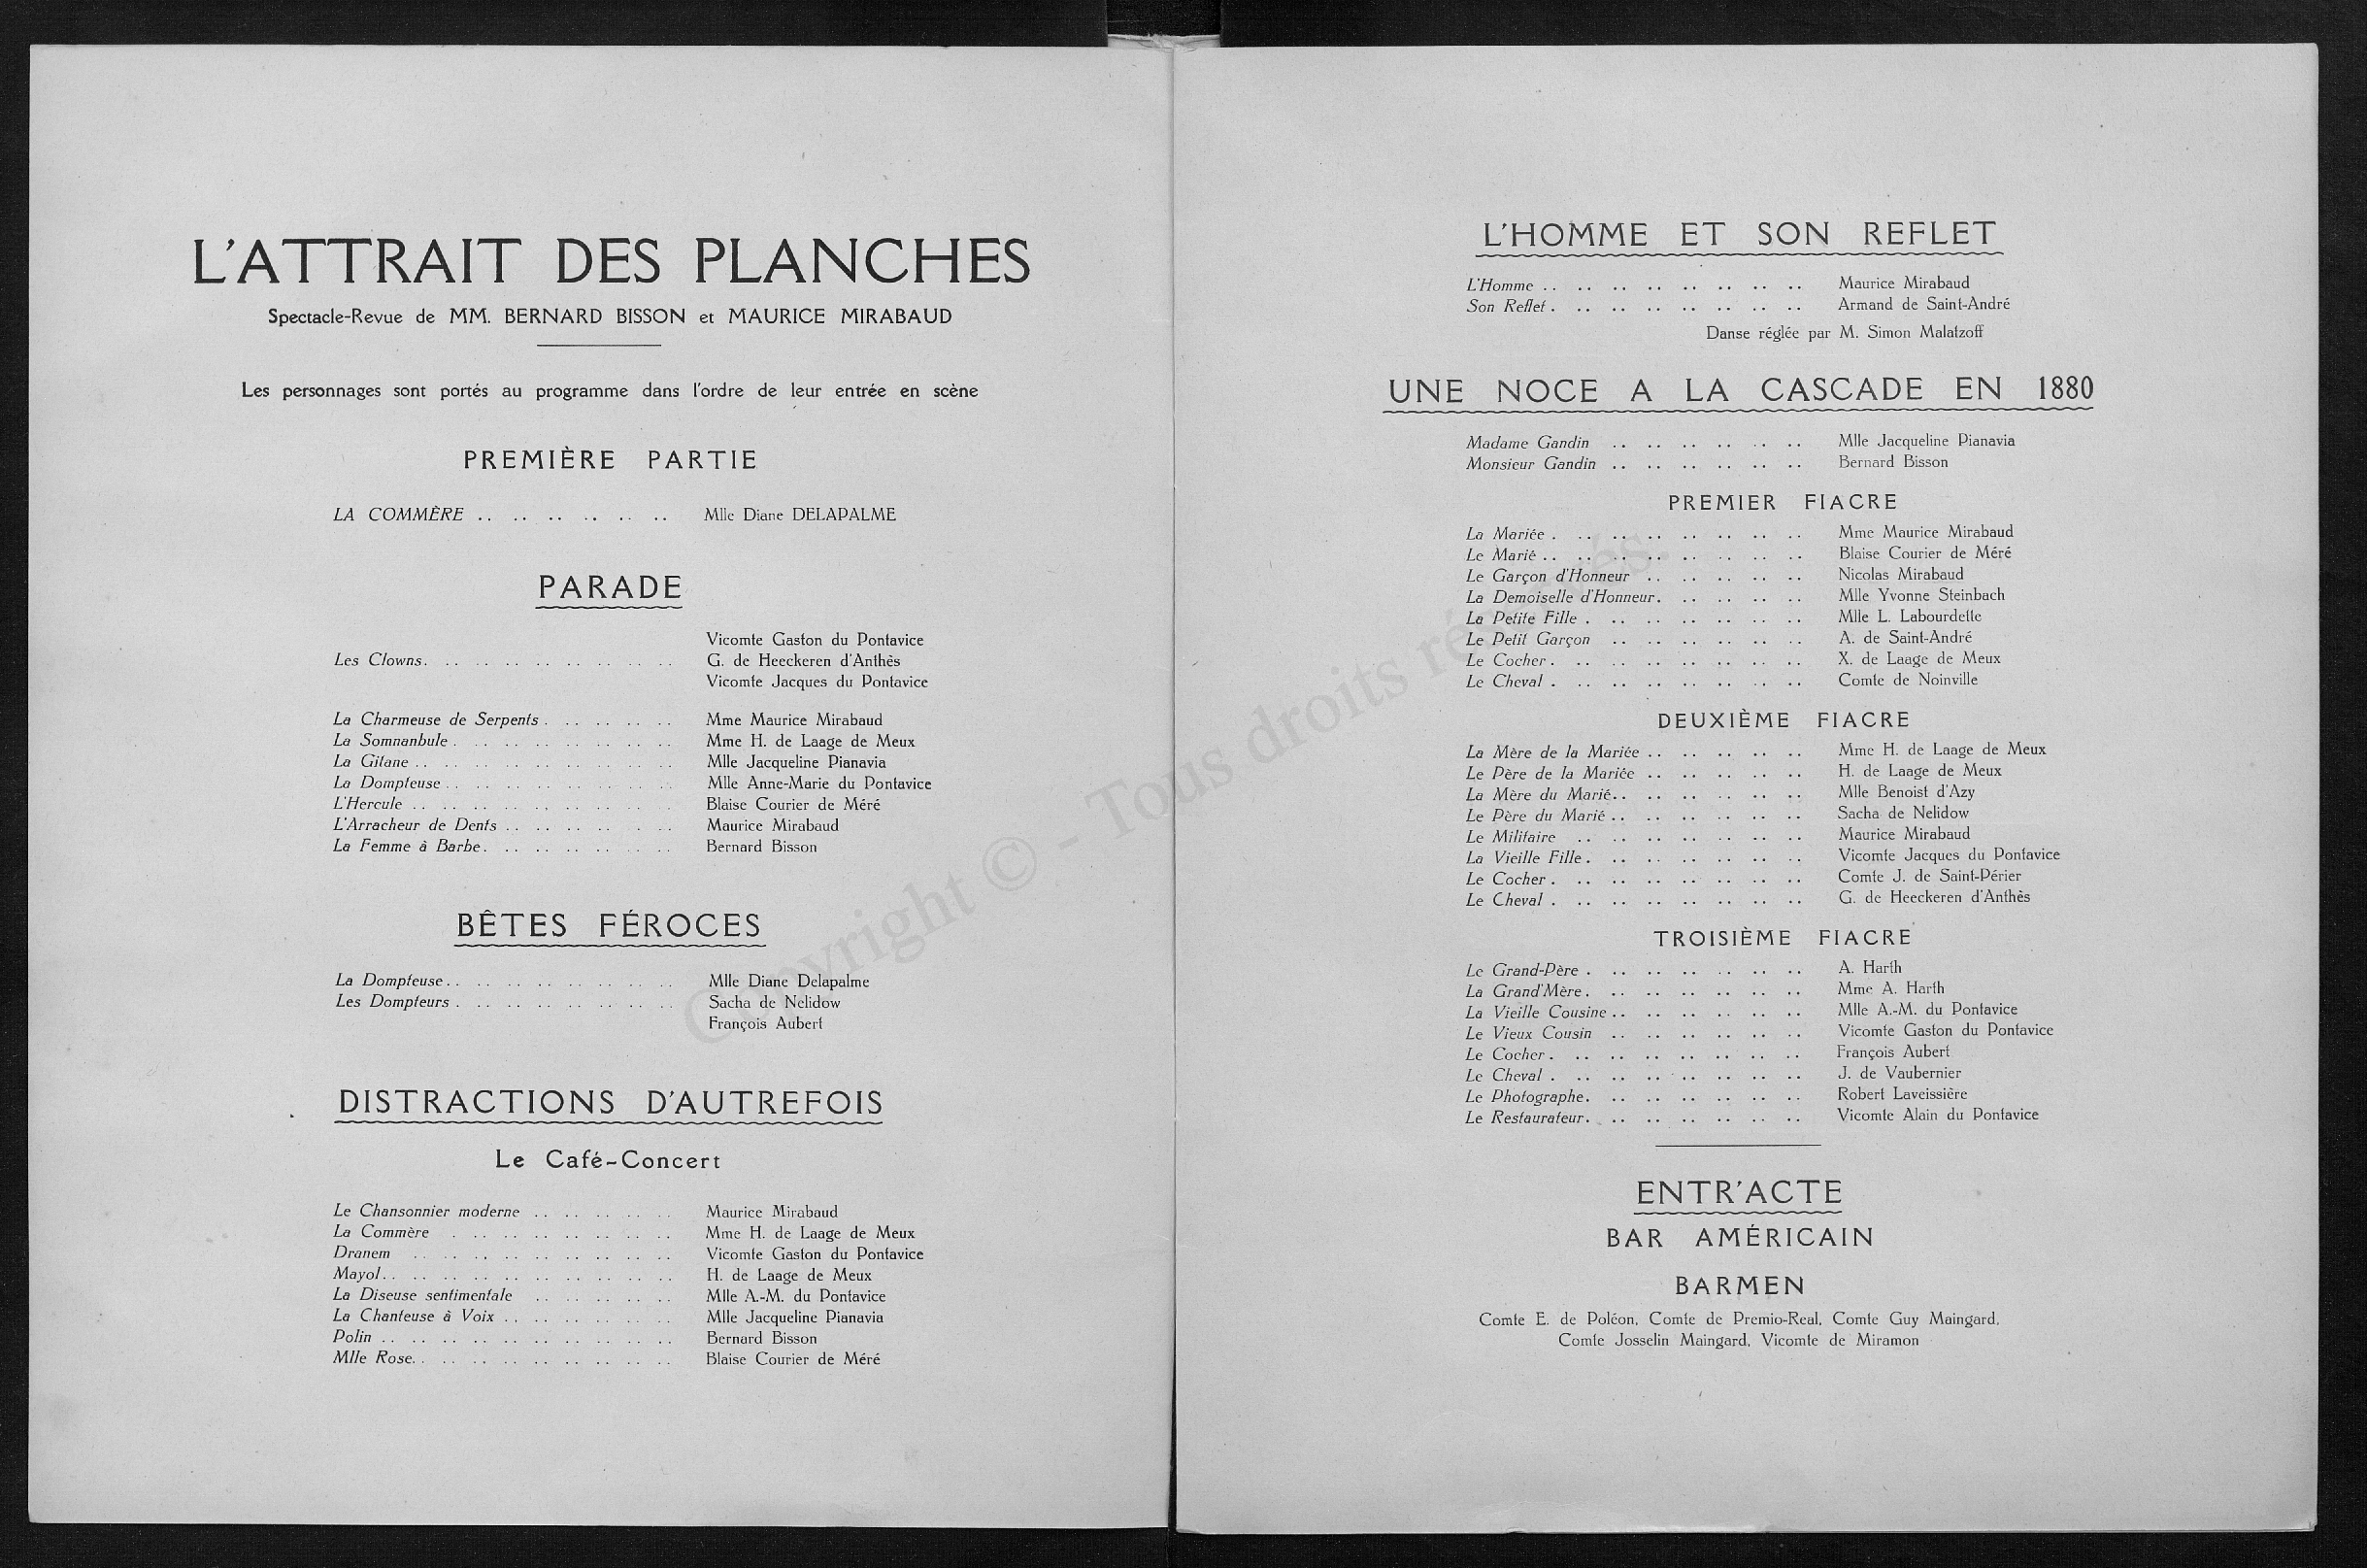 L'ATTRAIT DES PLANCHES
Spectacle-Revue de MM. BERNARD BISSON et MAURICE MIRABAUD
Les personnages sont portés au programme dans l'ordre de leur entrée en scène
PREMIÈRE PARTIE
LA COMMÈRE .. .. .. .. .. .. Mlle Diane DELAPALME
PARADE
Vicomte Gaston du Pontavice
Les Clowns. .. .. .. .. .. .. .. .. G. de Heeckeren d'Anthès
Vicomte Jacques du Pontavice
La Charmeuse de Serpents . .. .. .. .. Mme Maurice Mirabaud
La Somnanbule . .. .. .. .. .. .. .. Mme H. de Laage de Meux
La Gitane .. .. .. .. .. .. .. .. .. Mlle Jacqueline Pianavia
La Dompteuse .. .. .. .. .. .. .. .. Mlle Anne-Marie du Pontavice
L'Hercule .. .. .. .. .. .. .. .. .. Blaise Courier de Méré
L'Arracheur de Dents .. .. .. .. .. .. Maurice Mirabaud
La Femme à Barbe. .. .. .. .. .. .. Bernard Bisson
BÊTES FÉROCES
La Dompteuse .. .. .. .. .. .. .. .. Mlle Diane Delapalme
Les Dompteurs . .. .. .. .. .. .. .. Sacha de Nelidow
François Aubert
DISTRACTIONS D'AUTREFOIS
Le Café-Concert
Le Chansonnier moderne .. .. .. .. .. Maurice Mirabaud
La Commère . .. .. .. .. .. .. .. Mme H. de Laage de Meux
Dranem .. .. .. .. .. .. .. .. .. Vicomte Gaston du Pontavice
Mayol .. .. .. .. .. .. .. .. .. .. H. de Laage de Meux
La Diseuse sentimentale .. .. .. .. .. Mlle A.-M. du Pontavice
La Chanteuse à Voix .. .. .. .. .. .. Mlle Jacqueline Pianavia
Polin .. .. .. .. .. .. .. .. .. .. Bernard Bisson
Mlle Rose. .. .. .. .. .. .. .. .. Blaise Courier de Méré
L'HOMME ET SON REFLET
L'Homme .. .. .. .. .. .. .. .. Maurice Mirabaud
Son Reflet . .. .. .. .. .. .. .. Armand de Saint-André
Danse réglée par M. Simon Malatzoff
UNE NOCE A LA CASCADE EN 1880
Madame Gandin .. .. .. .. .. .. Mlle Jacqueline Pianavia
Monsieur Gandin .. .. .. .. .. .. Bernard Bisson
PREMIER FIACRE
La Mariée . .. .. .. .. .. .. .. Mme Maurice Mirabaud
Le Marié .. .. .. .. .. .. .. .. Blaise Courier de Méré
Le Garçon d'Honneur .. .. .. .. .. Nicolas Mirabaud
La Demoiselle d'Honneur. .. .. .. .. Mlle Yvonne Steinbach
La Petite Fille . .. .. .. .. .. .. Mlle L. Labourdette
Le Petit Garçon .. .. .. .. .. .. A. de Saint-André
Le Cocher . .. .. .. .. .. .. .. X. de Laage de Meux
Le Cheval . .. .. .. .. .. .. .. Comte de Noinville
DEUXIÈME FIACRE
La Mère de la Mariée .. .. .. .. .. Mme H. de Laage de Meux
Le Père de la Mariée .. .. .. .. .. H. de Laage de Meux
La Mère du Marié .. .. .. .. .. .. Mlle Benoist d'Azy
Le Père du Marié .. .. .. .. .. .. Sacha de Nelidow
Le Militaire .. .. .. .. .. .. .. Maurice Mirabaud
La Vieille Fille . .. .. .. .. .. .. Vicomte Jacques du Pontavice
Le Cocher . .. .. .. .. .. .. .. Comte J. de Saint-Périer
Le Cheval . .. .. .. .. .. .. .. G. de Heeckeren d'Anthès
TROISIÈME FIACRE
Le Grand-Père . .. .. .. .. .. .. A. Harth
La Grand'Mère . .. .. .. .. .. .. Mme A. Harth
La Vieille Cousine .. .. .. .. .. .. Mlle A.-M. du Pontavice
Le Vieux Cousin .. .. .. .. .. .. Vicomte Gaston du Pontavice
Le Cocher . .. .. .. .. .. .. .. François Aubert
Le Cheval . .. .. .. .. .. .. .. J. de Vaubernier
Le Photographe. .. .. .. .. .. .. Robert Laveissière
Le Restaurateur. .. .. .. .. .. .. Vicomte Alain du Pontavice
ENTR'ACTE
BAR AMÉRICAIN
BARMEN
Comte E. de Poléon, Comte de Premio-Real, Comte Guy Maingard,
Comte Josselin Maingard, Vicomte de Miramon
Copyright © - Tous droits réservés.